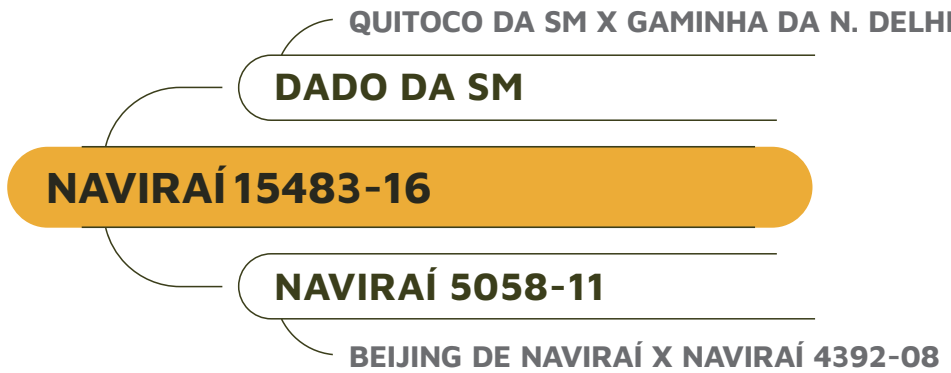 QUITOCO DA SM X GAMINHA DA N. DELHI
DADO DA SM
NAVIRAÍ 15483-16
NAVIRAÍ 5058-11
BEIJING DE NAVIRAÍ X NAVIRAÍ 4392-08